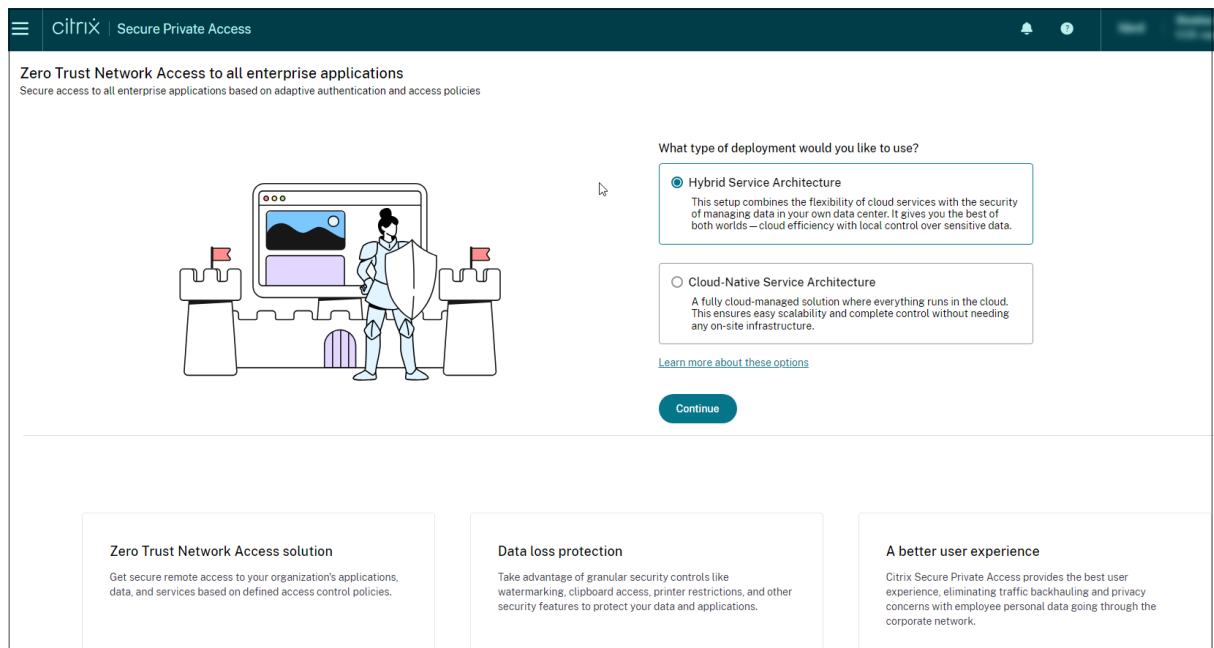 citrix | Secure Private Access
Zero Trust Network Access to all enterprise applications
Secure access to all enterprise applications based on adaptive authentication and access policies
What type of deployment would you like to use?
Hybrid Service Architecture
This setup combines the flexibility of cloud services with the security
of managing data in your own data center. It gives you the best of
both worlds — cloud efficiency with local control over sensitive data.
Cloud-Native Service Architecture
A fully cloud-managed solution where everything runs in the cloud.
This ensures easy scalability and complete control without needing
any on-site infrastructure.
Learn more about these options
Continue
Zero Trust Network Access solution
Get secure remote access to your organization's applications,
data, and services based on defined access control policies.
Data loss protection
Take advantage of granular security controls like
watermarking, clipboard access, printer restrictions, and other
security features to protect your data and applications.
A better user experience
Citrix Secure Private Access provides the best user
experience, eliminating traffic backhauling and privacy
concerns with employee personal data going through the
corporate network.